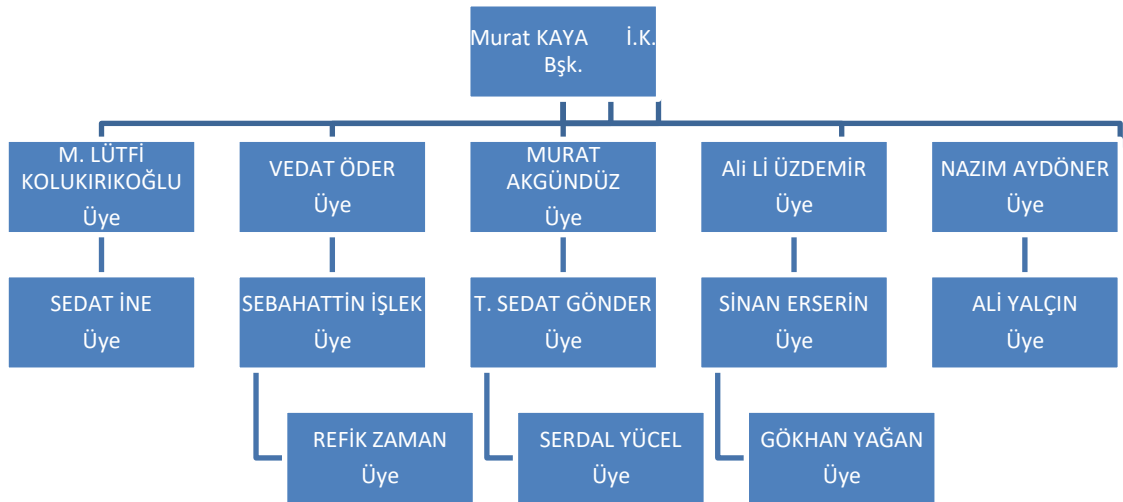 Murat KAYA İ.K.
Bşk.
M. LÜTFİ
KOLUKIRIKOĞLU
Üye
VEDAT ÖDER
Üye
MURAT
AKGÜNDÜZ
Üye
Ali Lİ ÜZDEMİR
Üye
NAZIM AYDÖNER
Üye
SEDAT İNE
Üye
SEBAHATTİN İŞLEK
Üye
T. SEDAT GÖNDER
Üye
SİNAN ERSERİN
Üye
ALİ YALÇIN
Üye
REFİK ZAMAN
Üye
SERDAL YÜCEL
Üye
GÖKHAN YAĞAN
Üye